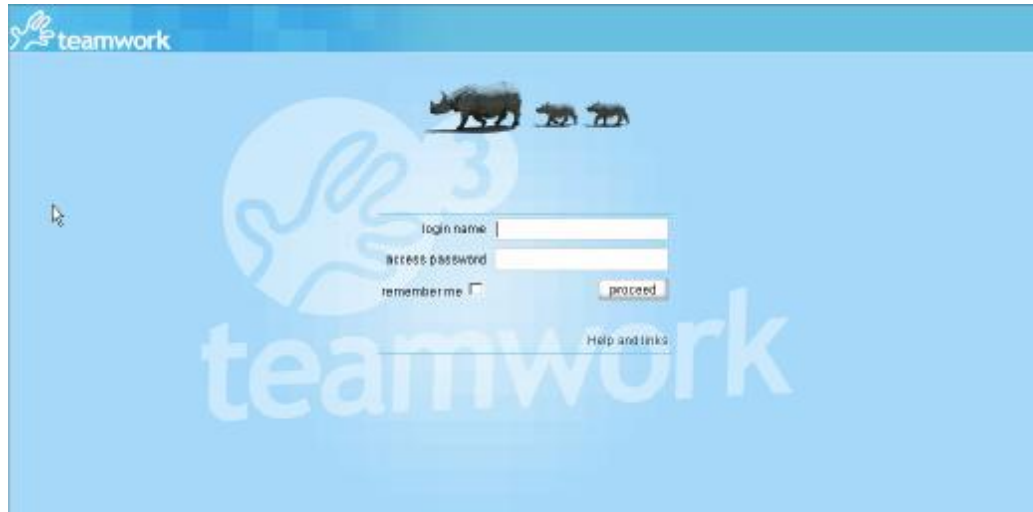 teamwork
3
login name
access password
remember me
proceed
Help and links
teamwork